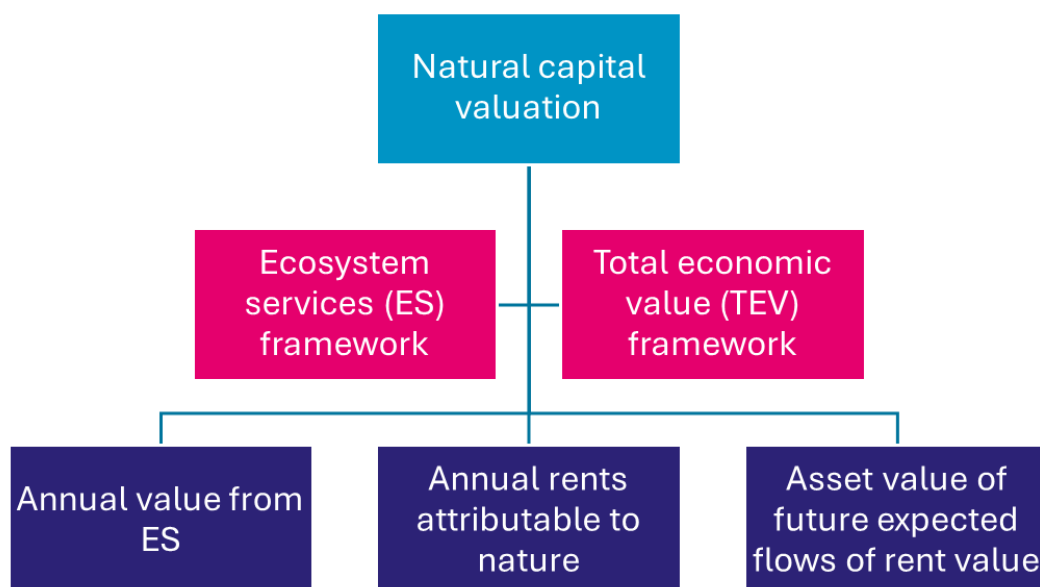 Natural capital
valuation
Ecosystem
services (ES)
framework
Total economic
value (TEV)
framework
Annual value from
ES
Annual rents
attributable to
nature
Asset value of
future expected
flows of rent value